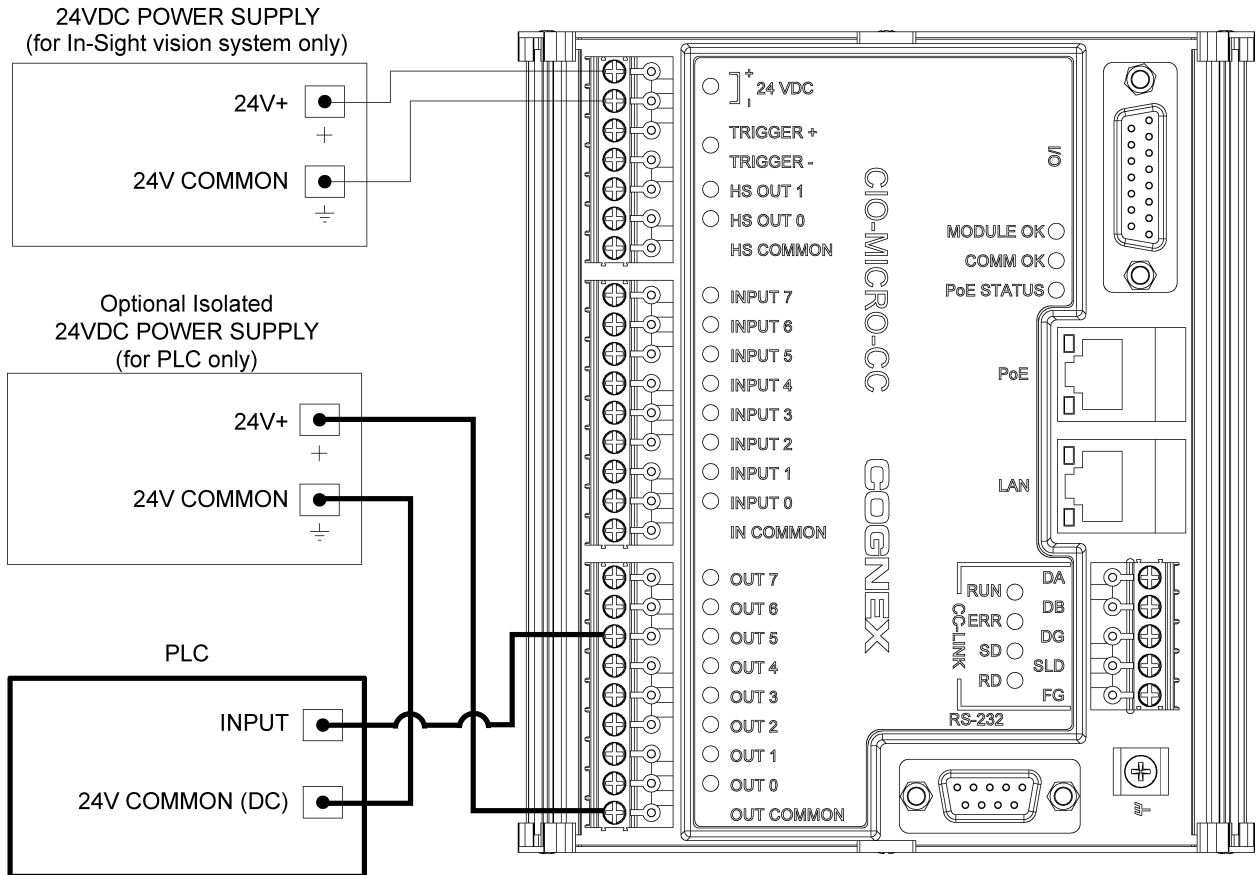 24VDC POWER SUPPLY
(for In-Sight vision system only)
24V+
+
24V COMMON
Optional Isolated
24VDC POWER SUPPLY
(for PLC only)
24V+
+
24V COMMON
PLC
INPUT
24V COMMON (DC)
+
-
24 VDC
TRIGGER +
TRIGGER -
HS OUT 1
HS OUT 0
HS COMMON
INPUT 7
INPUT 6
INPUT 5
INPUT 4
INPUT 3
INPUT 2
INPUT 1
INPUT 0
IN COMMON
OUT 7
OUT 6
OUT 5
OUT 4
OUT 3
OUT 2
OUT 1
OUT 0
OUT COMMON
CIO-MICRO-CC
COGNEX
I/O
MODULE OK
COMM OK
PoE STATUS
PoE
LAN
CC-LINK
RUN
ERR
SD
RD
DA
DB
DG
SLD
FG
RS-232